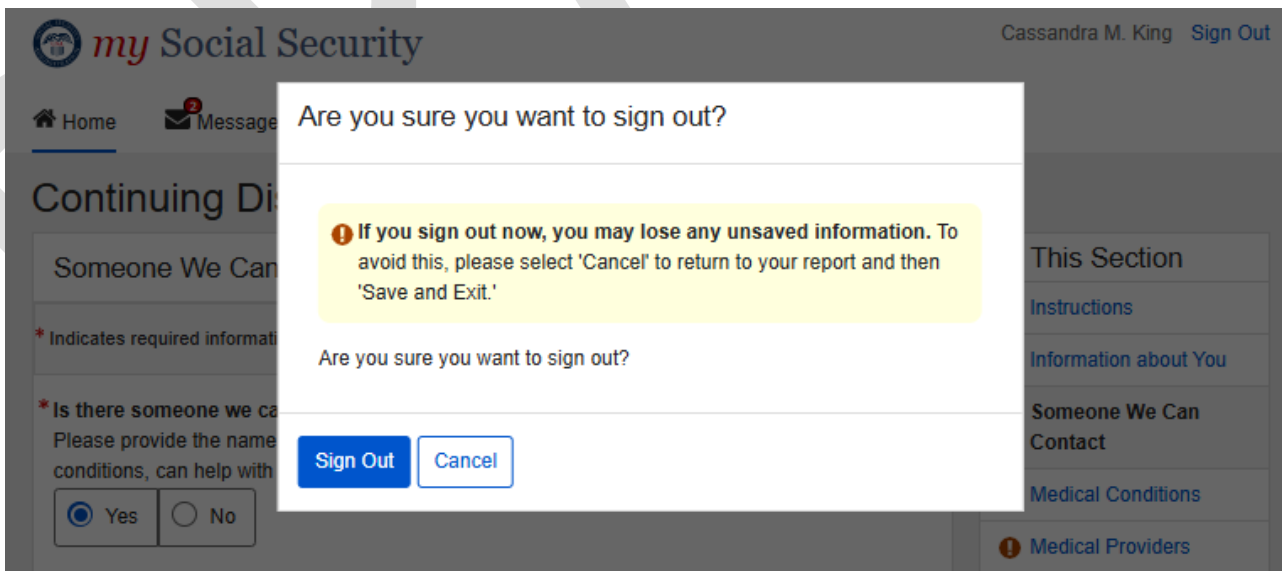 my Social Security
Cassandra M. King Sign Out
Home
2
Message
Are you sure you want to sign out?
Continuing Di
If you sign out now, you may lose any unsaved information. To
avoid this, please select 'Cancel' to return to your report and then
'Save and Exit.'
Someone We Can
* Indicates required informati
Are you sure you want to sign out?
* Is there someone we ca
Please provide the name
conditions, can help with
Yes
No
Sign Out
Cancel
This Section
Instructions
Information about You
Someone We Can
Contact
Medical Conditions
Medical Providers